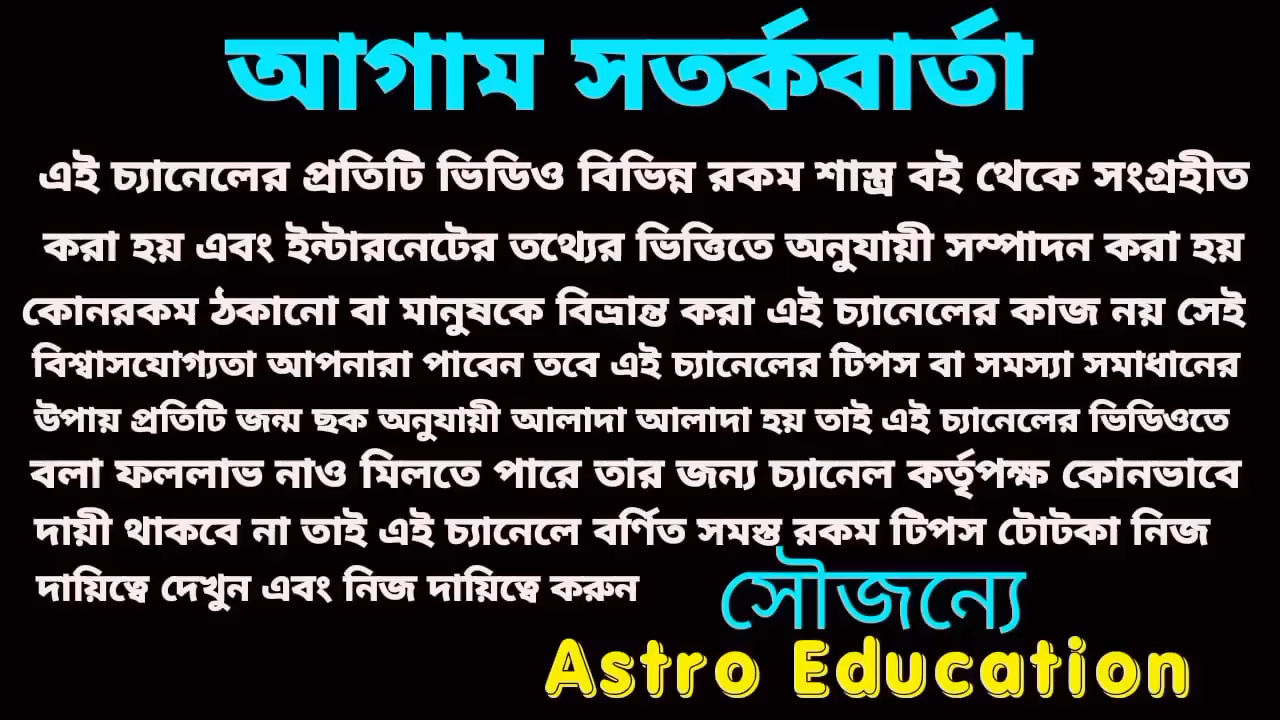 আগাম সতর্কবার্তা
এই চ্যানেলের প্রতিটি ভিডিও বিভিন্ন রকম শাস্ত্র বই থেকে সংগ্রহীত
করা হয় এবং ইন্টারনেটের তথ্যের ভিত্তিতে অনুযায়ী সম্পাদন করা হয়
কোনরকম ঠকানো বা মানুষকে বিভ্রান্ত করা এই চ্যানেলের কাজ নয় সেই
বিশ্বাসযোগ্যতা আপনারা পাবেন তবে এই চ্যানেলের টিপস বা সমস্যা সমাধানের
উপায় প্রতিটি জন্ম ছক অনুযায়ী আলাদা আলাদা হয় তাই এই চ্যানেলের ভিডিওতে
বলা ফললাভ নাও মিলতে পারে তার জন্য চ্যানেল কর্তৃপক্ষ কোনভাবে
দায়ী থাকবে না তাই এই চ্যানেলে বর্ণিত সমস্ত রকম টিপস টোটকা নিজ
দায়িত্বে দেখুন এবং নিজ দায়িত্বে করুন
সৌজন্যে
Astro Education